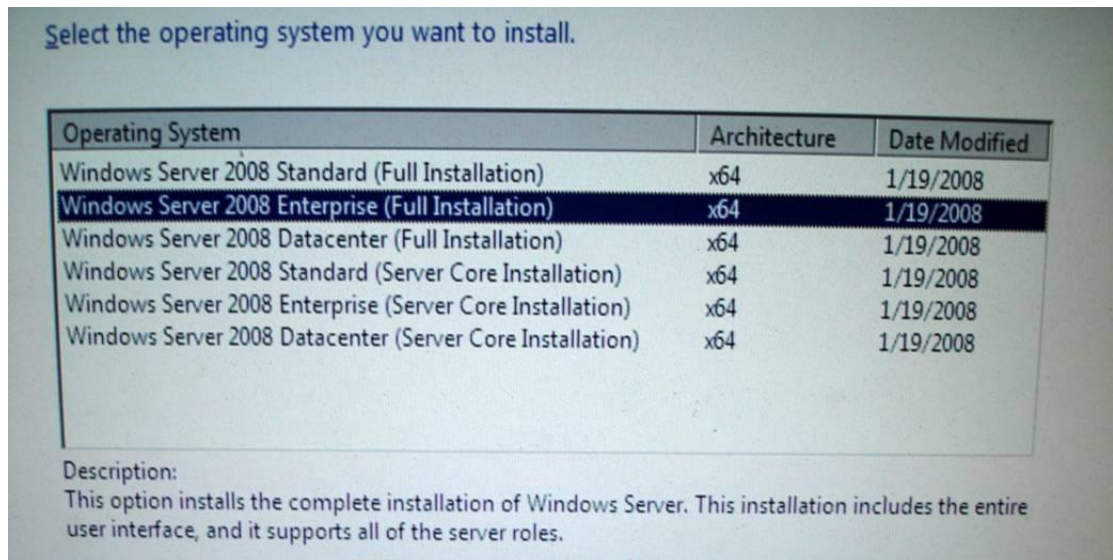 Select the operating system you want to install.
Operating System Architecture Date Modified
Windows Server 2008 Standard (Full Installation) x64 1/19/2008
Windows Server 2008 Enterprise (Full Installation) x64 1/19/2008
Windows Server 2008 Datacenter (Full Installation) x64 1/19/2008
Windows Server 2008 Standard (Server Core Installation) x64 1/19/2008
Windows Server 2008 Enterprise (Server Core Installation) x64 1/19/2008
Windows Server 2008 Datacenter (Server Core Installation) x64 1/19/2008
Description:
This option installs the complete installation of Windows Server. This installation includes the entire
user interface, and it supports all of the server roles.